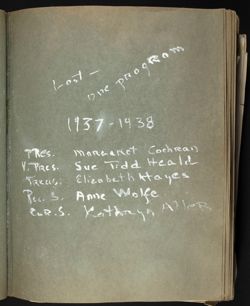 Lost -
one program
1937-1938
Pres. Margaret Cochran
V. Pres. Sue Tidd Heald
Treas. Elizabeth Hayes
Rec. S. Anne Wolfe
Cor. S. Kathryn